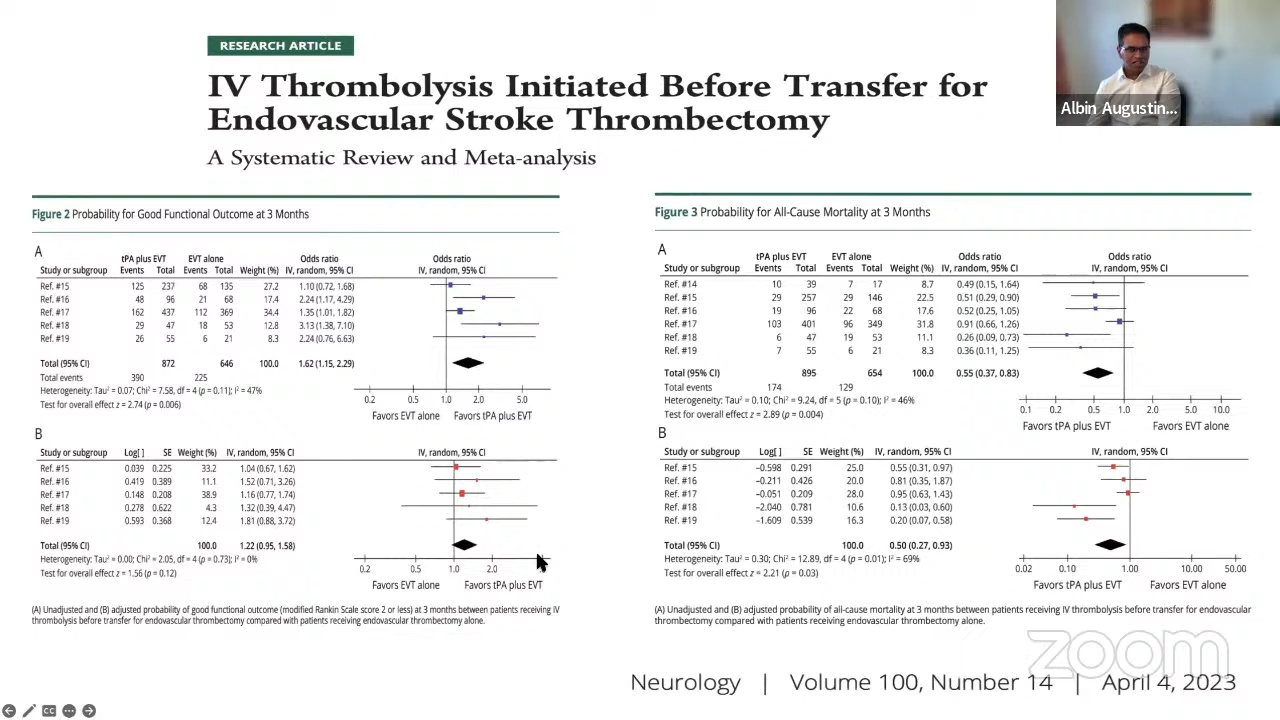 RESEARCH ARTICLE
IV Thrombolysis Initiated Before Transfer for
Endovascular Stroke Thrombectomy
A Systematic Review and Meta-analysis
Albin Augustin...
Figure 2 Probability for Good Functional Outcome at 3 Months
A
tPA plus EVT EVT alone Odds ratio Odds ratio
Study or subgroup Events Total Events Total Weight (%) IV, random, 95% CI IV, random, 95% CI
Ref. #15 125 237 68 135 27.2 1.10 (0.72, 1.68)
Ref. #16 48 96 21 68 17.4 2.24 (1.17, 4.29)
Ref. #17 162 437 112 369 34.4 1.35 (1.01, 1.82)
Ref. #18 29 47 18 53 12.8 3.13 (1.38, 7.10)
Ref. #19 26 55 6 21 8.3 2.24 (0.76, 6.63)
Total (95% CI) 872 646 100.0 1.62 (1.15, 2.29)
Total events 390 225
Heterogeneity: Tau² = 0.07; Chi² = 7.58, df = 4 (p = 0.11); I² = 47%
Test for overall effect z = 2.74 (p = 0.006)
0.2 0.5 1.0 2.0 5.0
Favors EVT alone Favors tPA plus EVT
B
Study or subgroup Log[ ] SE Weight (%) IV, random, 95% CI IV, random, 95% CI
Ref. #15 0.039 0.225 33.2 1.04 (0.67, 1.62)
Ref. #16 0.419 0.389 11.1 1.52 (0.71, 3.26)
Ref. #17 0.148 0.208 38.9 1.16 (0.77, 1.74)
Ref. #18 0.278 0.622 4.3 1.32 (0.39, 4.47)
Ref. #19 0.593 0.368 12.4 1.81 (0.88, 3.72)
Total (95% CI) 100.0 1.22 (0.95, 1.58)
Heterogeneity: Tau² = 0.00; Chi² = 2.05, df = 4 (p = 0.73); I² = 0%
Test for overall effect z = 1.56 (p = 0.12)
0.2 0.5 1.0 2.0
Favors EVT alone Favors tPA plus EVT
(A) Unadjusted and (B) adjusted probability of good functional outcome (modified Rankin Scale score 2 or less) at 3 months between patients receiving IV
thrombolysis before transfer for endovascular thrombectomy compared with patients receiving endovascular thrombectomy alone.
Figure 3 Probability for All-Cause Mortality at 3 Months
A
tPA plus EVT EVT alone Odds ratio Odds ratio
Study or subgroup Events Total Events Total Weight (%) IV, random, 95% CI IV, random, 95% CI
Ref. #14 10 39 7 17 8.7 0.49 (0.15, 1.64)
Ref. #15 29 257 29 146 22.5 0.51 (0.29, 0.90)
Ref. #16 19 96 22 68 17.6 0.52 (0.25, 1.05)
Ref. #17 103 401 96 349 31.8 0.91 (0.66, 1.26)
Ref. #18 6 47 19 53 11.1 0.26 (0.09, 0.73)
Ref. #19 7 55 6 21 8.3 0.36 (0.11, 1.25)
Total (95% CI) 895 654 100.0 0.55 (0.37, 0.83)
Total events 174 129
Heterogeneity: Tau² = 0.10; Chi² = 9.24, df = 5 (p = 0.10); I² = 46%
Test for overall effect z = 2.89 (p = 0.004)
0.1 0.2 0.5 1.0 2.0 5.0 10.0
Favors tPA plus EVT Favors EVT alone
B
Study or subgroup Log[ ] SE Weight (%) IV, random, 95% CI IV, random, 95% CI
Ref. #15 –0.598 0.291 25.0 0.55 (0.31, 0.97)
Ref. #16 –0.211 0.426 20.0 0.81 (0.35, 1.87)
Ref. #17 –0.051 0.209 28.0 0.95 (0.63, 1.43)
Ref. #18 –2.040 0.781 10.6 0.13 (0.03, 0.60)
Ref. #19 –1.609 0.539 16.3 0.20 (0.07, 0.58)
Total (95% CI) 100.0 0.50 (0.27, 0.93)
Heterogeneity: Tau² = 0.30; Chi² = 12.89, df = 4 (p = 0.01); I² = 69%
Test for overall effect z = 2.21 (p = 0.03)
0.02 0.10 1.00 10.00 50.00
Favors tPA plus EVT Favors EVT alone
(A) Unadjusted and (B) adjusted probability of all-cause mortality at 3 months between patients receiving IV thrombolysis before transfer for endovascular
thrombectomy compared with patients receiving endovascular thrombectomy alone.
zoom
Neurology | Volume 100, Number 14 | April 4, 2023
CC